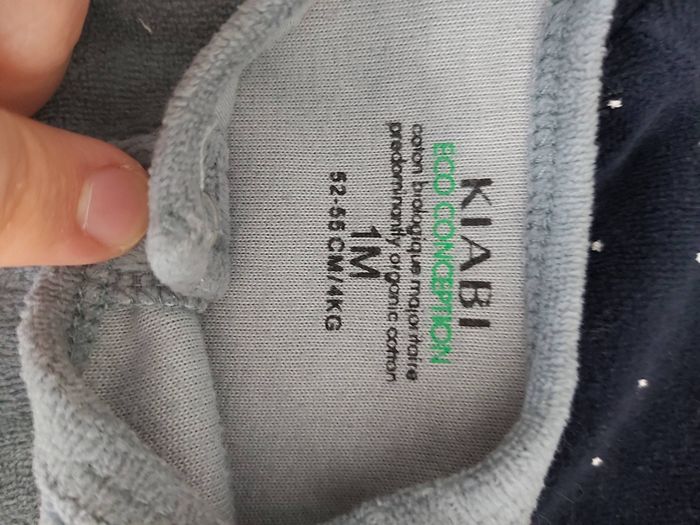 KIABI
ECO CONCEPTION
coton biologique majoritaire
predominantly organic cotton
1M
52-55 CM/4KG